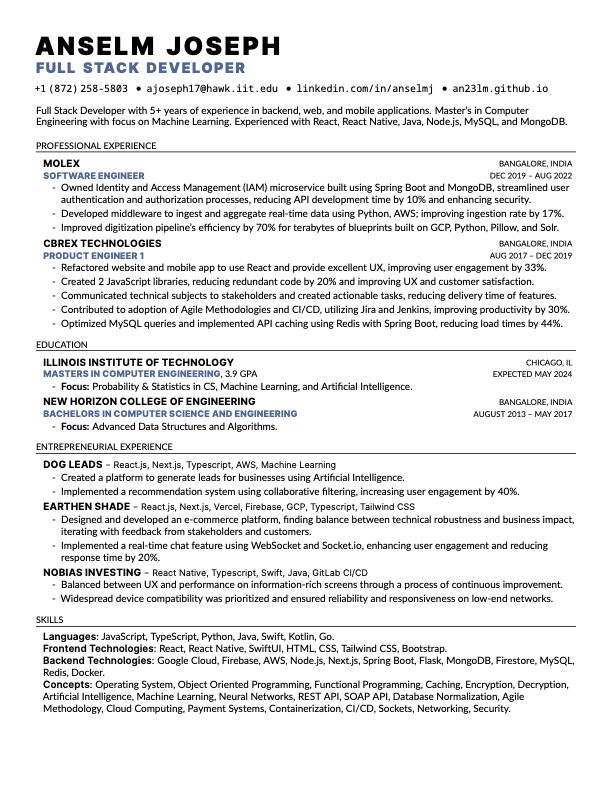 ANSELM JOSEPH
FULL STACK DEVELOPER
+1 (872) 258-5803 • ajoseph17@hawk.iit.edu • linkedin.com/in/anselmj • an23lm.github.io
Full Stack Developer with 5+ years of experience in backend, web, and mobile applications. Master's in Computer
Engineering with focus on Machine Learning. Experienced with React, React Native, Java, Node.js, MySQL, and MongoDB.
PROFESSIONAL EXPERIENCE
MOLEX BANGALORE, INDIA
SOFTWARE ENGINEER DEC 2019 – AUG 2022
- Owned Identity and Access Management (IAM) microservice built using Spring Boot and MongoDB, streamlined user
authentication and authorization processes, reducing API development time by 10% and enhancing security.
- Developed middleware to ingest and aggregate real-time data using Python, AWS; improving ingestion rate by 17%.
- Improved digitization pipeline's efficiency by 70% for terabytes of blueprints built on GCP, Python, Pillow, and Solr.
CBREX TECHNOLOGIES BANGALORE, INDIA
PRODUCT ENGINEER 1 AUG 2017 – DEC 2019
- Refactored website and mobile app to use React and provide excellent UX, improving user engagement by 33%.
- Created 2 JavaScript libraries, reducing redundant code by 20% and improving UX and customer satisfaction.
- Communicated technical subjects to stakeholders and created actionable tasks, reducing delivery time of features.
- Contributed to adoption of Agile Methodologies and CI/CD, utilizing Jira and Jenkins, improving productivity by 30%.
- Optimized MySQL queries and implemented API caching using Redis with Spring Boot, reducing load times by 44%.
EDUCATION
ILLINOIS INSTITUTE OF TECHNOLOGY CHICAGO, IL
MASTERS IN COMPUTER ENGINEERING, 3.9 GPA EXPECTED MAY 2024
- Focus: Probability & Statistics in CS, Machine Learning, and Artificial Intelligence.
NEW HORIZON COLLEGE OF ENGINEERING BANGALORE, INDIA
BACHELORS IN COMPUTER SCIENCE AND ENGINEERING AUGUST 2013 – MAY 2017
- Focus: Advanced Data Structures and Algorithms.
ENTREPRENEURIAL EXPERIENCE
DOG LEADS – React.js, Next.js, Typescript, AWS, Machine Learning
- Created a platform to generate leads for businesses using Artificial Intelligence.
- Implemented a recommendation system using collaborative filtering, increasing user engagement by 40%.
EARTHEN SHADE – React.js, Next.js, Vercel, Firebase, GCP, Typescript, Tailwind CSS
- Designed and developed an e-commerce platform, finding balance between technical robustness and business impact,
iterating with feedback from stakeholders and customers.
- Implemented a real-time chat feature using WebSocket and Socket.io, enhancing user engagement and reducing
response time by 20%.
NOBIAS INVESTING – React Native, Typescript, Swift, Java, GitLab CI/CD
- Balanced between UX and performance on information-rich screens through a process of continuous improvement.
- Widespread device compatibility was prioritized and ensured reliability and responsiveness on low-end networks.
SKILLS
Languages: JavaScript, TypeScript, Python, Java, Swift, Kotlin, Go.
Frontend Technologies: React, React Native, SwiftUI, HTML, CSS, Tailwind CSS, Bootstrap.
Backend Technologies: Google Cloud, Firebase, AWS, Node.js, Next.js, Spring Boot, Flask, MongoDB, Firestore, MySQL,
Redis, Docker.
Concepts: Operating System, Object Oriented Programming, Functional Programming, Caching, Encryption, Decryption,
Artificial Intelligence, Machine Learning, Neural Networks, REST API, SOAP API, Database Normalization, Agile
Methodology, Cloud Computing, Payment Systems, Containerization, CI/CD, Sockets, Networking, Security.